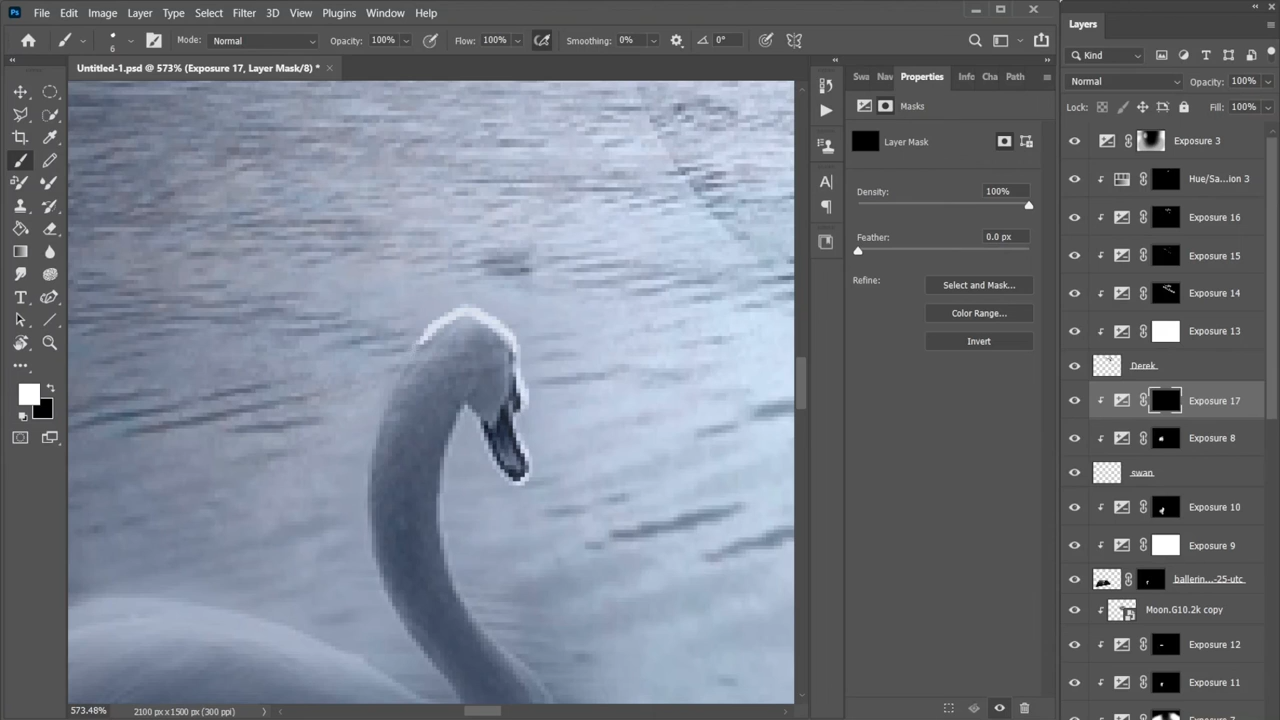 Ps File Edit Image Layer Type Select Filter 3D View Plugins Window Help
6 Mode: Normal Opacity: 100% Flow: 100% Smoothing: 0% 0°
Untitled-1.psd @ 573% (Exposure 17, Layer Mask/8) *
Swa Nav Properties Info Cha Path
Masks
Layer Mask
Density: 100%
Feather: 0.0 px
Refine: Select and Mask...
Color Range...
Invert
Layers
Kind
Normal Opacity: 100%
Lock: Fill: 100%
Exposure 3
Hue/Sa...ion 3
Exposure 16
Exposure 15
Exposure 14
Exposure 13
Derek
Exposure 17
Exposure 8
swan
Exposure 10
Exposure 9
ballerin...-25-utc
Moon.G10.2k copy
Exposure 12
Exposure 11
573.48% 2100 px x 1500 px (300 ppi)